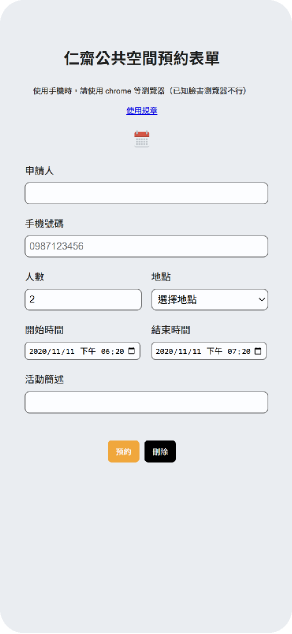 仁齋公共空間預約表單
使用手機時，請使用 chrome 等瀏覽器（已知臉書瀏覽器不行）
使用規章
申請人
手機號碼
0987123456
人數 地點
2 選擇地點
開始時間 結束時間
2020/11/11 下午 06:20 2020/11/11 下午 07:20
活動簡述
預約 刪除